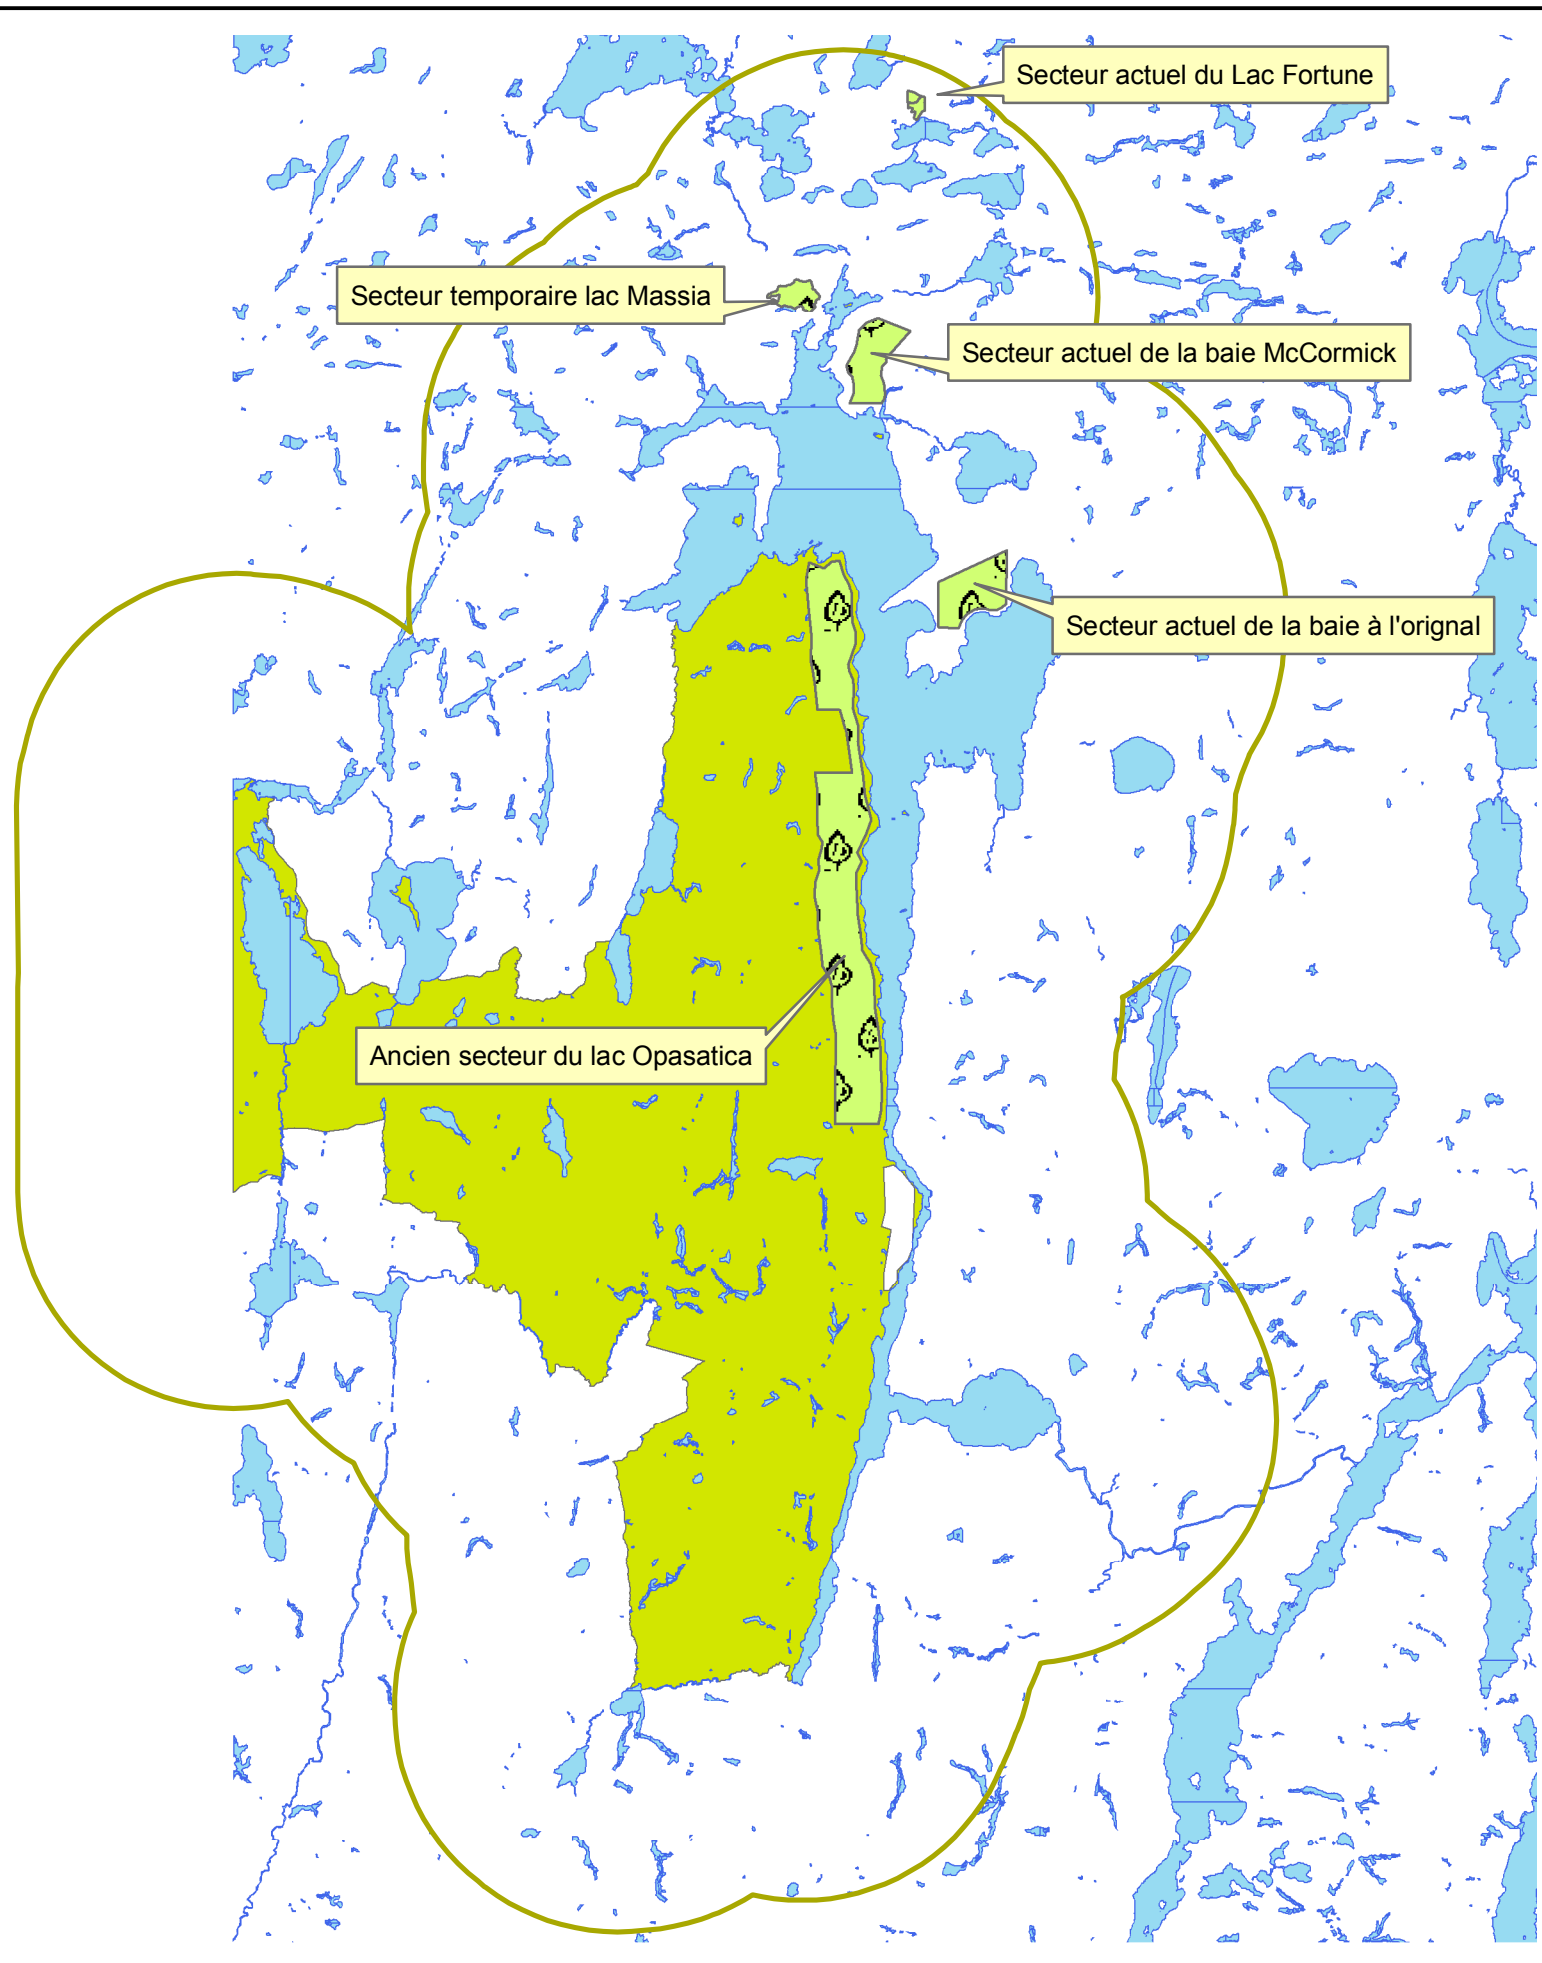 Secteur actuel du Lac Fortune
Secteur temporaire lac Massia
Secteur actuel de la baie McCormick
Secteur actuel de la baie à l'orignal
Ancien secteur du lac Opasatica